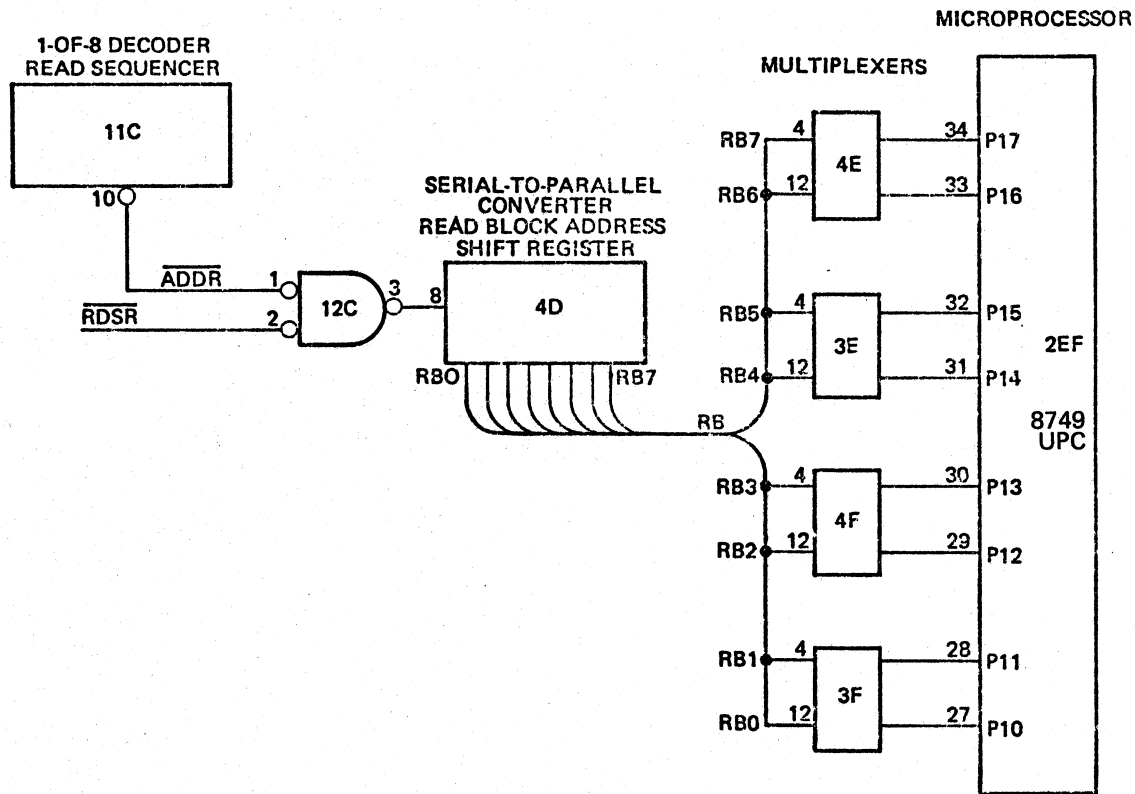 MICROPROCESSOR
1-OF-8 DECODER
READ SEQUENCER
MULTIPLEXERS
11C
10
SERIAL-TO-PARALLEL
CONVERTER
READ BLOCK ADDRESS
SHIFT REGISTER
ADDR
1
RDSR
2
12C
3
8
4D
RB0
RB7
RB
RB7
4
4E
34
P17
RB6
12
33
P16
RB5
4
3E
32
P15
RB4
12
31
P14
2EF
8749
UPC
RB3
4
4F
30
P13
RB2
12
29
P12
RB1
4
3F
28
P11
RB0
12
27
P10